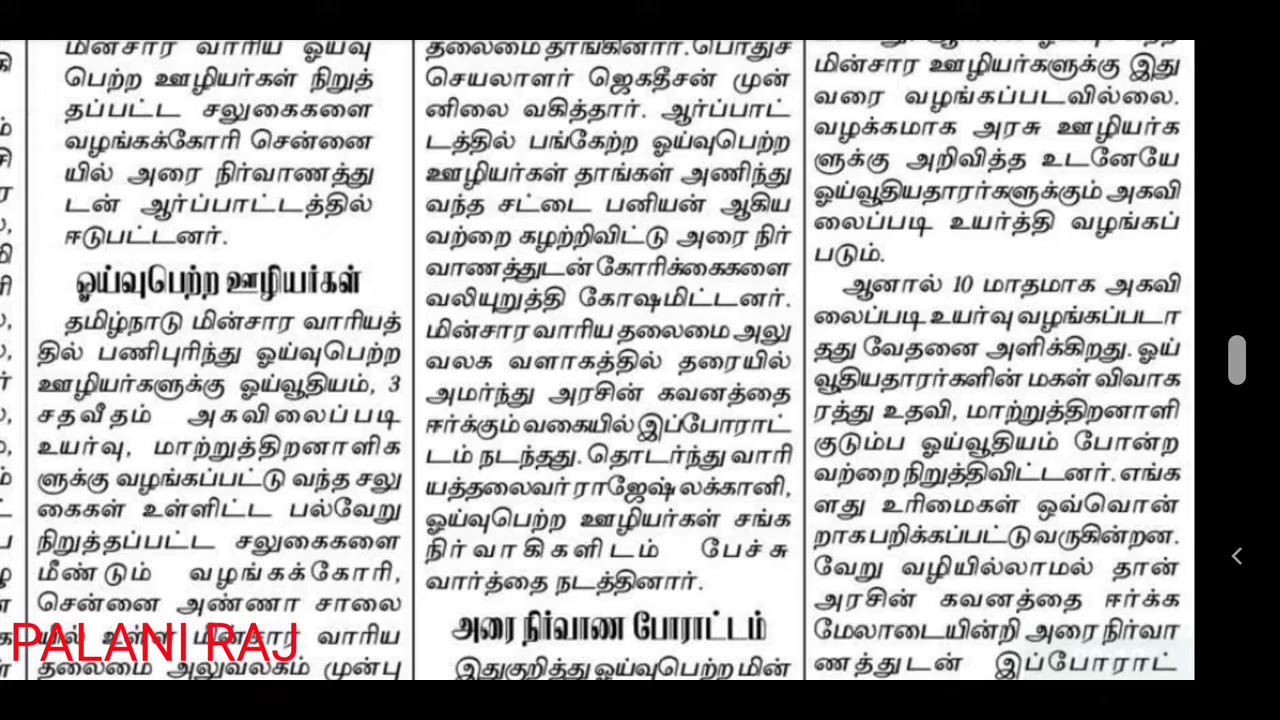 மின்சார வாரிய ஓய்வு
பெற்ற ஊழியர்கள் நிறுத்
தப்பட்ட சலுகைகளை
வழங்கக்கோரி சென்னை
யில் அரை நிர்வாணத்து
டன் ஆர்ப்பாட்டத்தில்
ஈடுபட்டனர்.
ஓய்வுபெற்ற ஊழியர்கள்
தமிழ்நாடு மின்சார வாரியத்
தில் பணிபுரிந்து ஓய்வுபெற்ற
ஊழியர்களுக்கு ஓய்வூதியம், 3
சதவீதம் அகவிலைப்படி
உயர்வு, மாற்றுத்திறனாளிக
ளுக்கு வழங்கப்பட்டு வந்த சலு
கைகள் உள்ளிட்ட பல்வேறு
நிறுத்தப்பட்ட சலுகைகளை
மீண்டும் வழங்கக்கோரி,
சென்னை அண்ணா சாலை
யில் உள்ள மின்சார வாரிய
தலைமை அலுவலகம் முன்பு
தலைமை தாங்கினார். பொதுச்
செயலாளர் ஜெகதீசன் முன்
னிலை வகித்தார். ஆர்ப்பாட்
டத்தில் பங்கேற்ற ஓய்வுபெற்ற
ஊழியர்கள் தாங்கள் அணிந்து
வந்த சட்டை பனியன் ஆகிய
வற்றை கழற்றிவிட்டு அரை நிர்
வாணத்துடன் கோரிக்கைகளை
வலியுறுத்தி கோஷமிட்டனர்.
மின்சார வாரிய தலைமை அலு
வலக வளாகத்தில் தரையில்
அமர்ந்து அரசின் கவனத்தை
ஈர்க்கும் வகையில் இப்போராட்
டம் நடந்தது. தொடர்ந்து வாரி
யத்தலைவர் ராஜேஷ் லக்கானி,
ஓய்வுபெற்ற ஊழியர்கள் சங்க
நிர்வாகிகளிடம் பேச்சு
வார்த்தை நடத்தினார்.
அரை நிர்வாண போராட்டம்
இதுகுறித்து ஓய்வுபெற்ற மின்
மின்சார ஊழியர்களுக்கு இது
வரை வழங்கப்படவில்லை.
வழக்கமாக அரசு ஊழியர்க
ளுக்கு அறிவித்த உடனேயே
ஓய்வூதியதாரர்களுக்கும் அகவி
லைப்படி உயர்த்தி வழங்கப்
படும்.
ஆனால் 10 மாதமாக அகவி
லைப்படி உயர்வு வழங்கப்படா
தது வேதனை அளிக்கிறது. ஓய்
வூதியதாரர்களின் மகள் விவாக
ரத்து உதவி, மாற்றுத்திறனாளி
குடும்ப ஓய்வூதியம் போன்ற
வற்றை நிறுத்திவிட்டனர். எங்க
ளது உரிமைகள் ஒவ்வொன்
றாக பறிக்கப்பட்டு வருகின்றன.
வேறு வழியில்லாமல் தான்
அரசின் கவனத்தை ஈர்க்க
மேலாடையின்றி அரை நிர்வா
ணத்துடன் இப்போராட்
PALANI RAJ